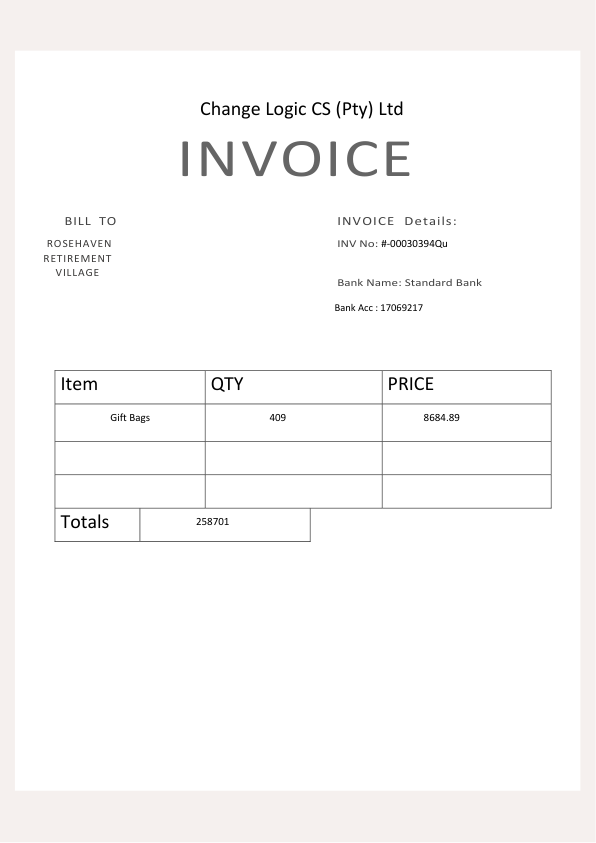 Change Logic CS (Pty) Ltd
INVOICE
BILL TO
ROSEHAVEN
RETIREMENT
VILLAGE
INVOICE Details:
INV No: #-00030394Qu
Bank Name: Standard Bank
Bank Acc : 17069217
Item QTY PRICE
Gift Bags 409 8684.89
Totals 258701